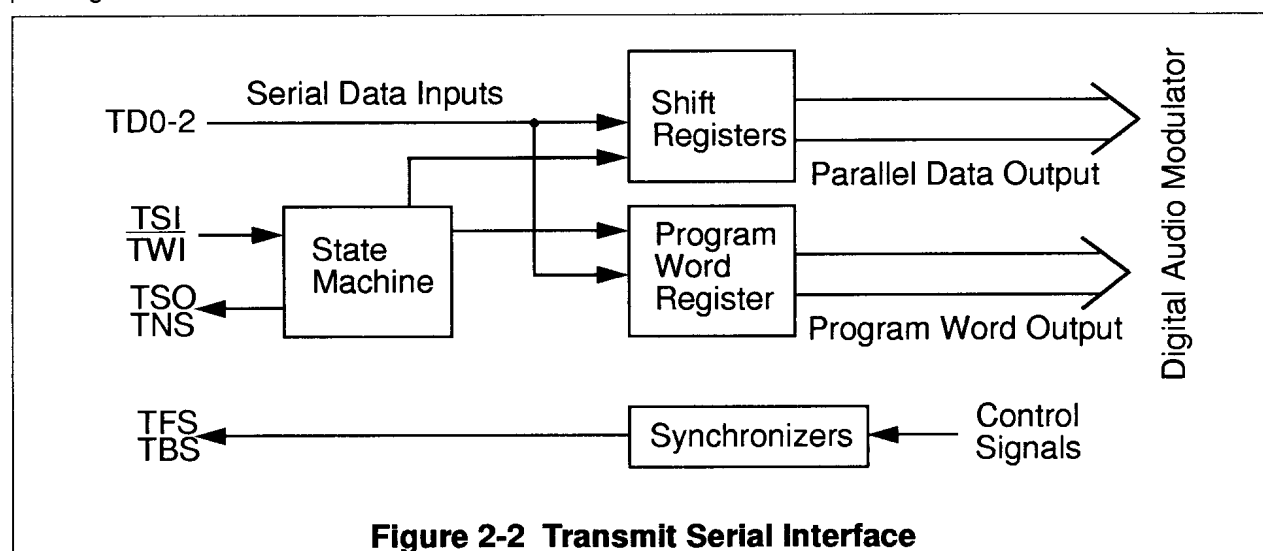 Serial Data Inputs
TD0-2
Shift
Registers
Parallel Data Output
TSI
TWI
State
Machine
TSO
TNS
Program
Word
Register
Program Word Output
Digital Audio Modulator
TFS
TBS
Synchronizers
Control
Signals
Figure 2-2 Transmit Serial Interface